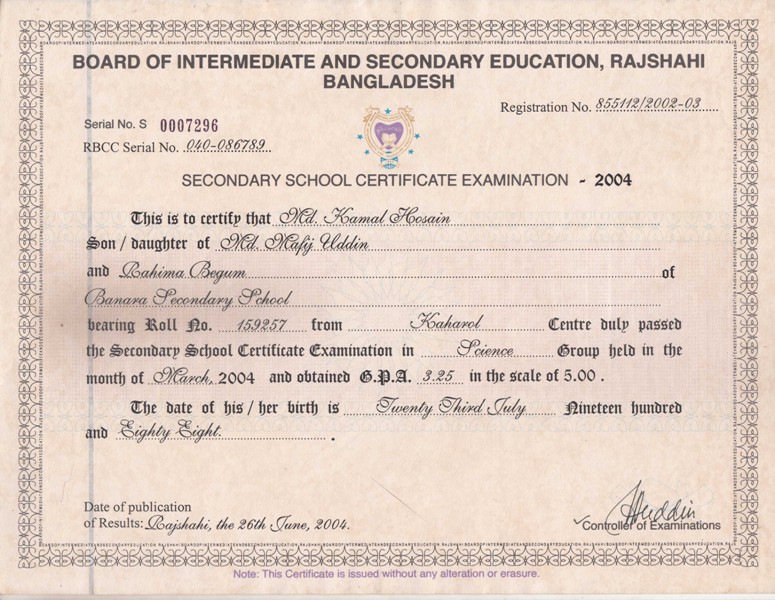 BOARD OF INTERMEDIATE AND SECONDARY EDUCATION, RAJSHAHI
BANGLADESH
Registration No. 855112/2002-03
Serial No. S 0007296
RBCC Serial No. 040-086789
SECONDARY SCHOOL CERTIFICATE EXAMINATION - 2004
This is to certify that Md. Kamal Hosain
Son / daughter of Md. Mafij Uddin
and Rahima Begum of
Banara Secondary School
bearing Roll No. 159257 from Kaharol Centre duly passed
the Secondary School Certificate Examination in Science Group held in the
month of March, 2004 and obtained G.P.A. 3.25 in the scale of 5.00 .
The date of his / her birth is Twenty Third July Nineteen hundred
and Eighty Eight. .
Date of publication
of Results: Rajshahi, the 26th June, 2004.
Controller of Examinations
Note: This Certificate is issued without any alteration or erasure.